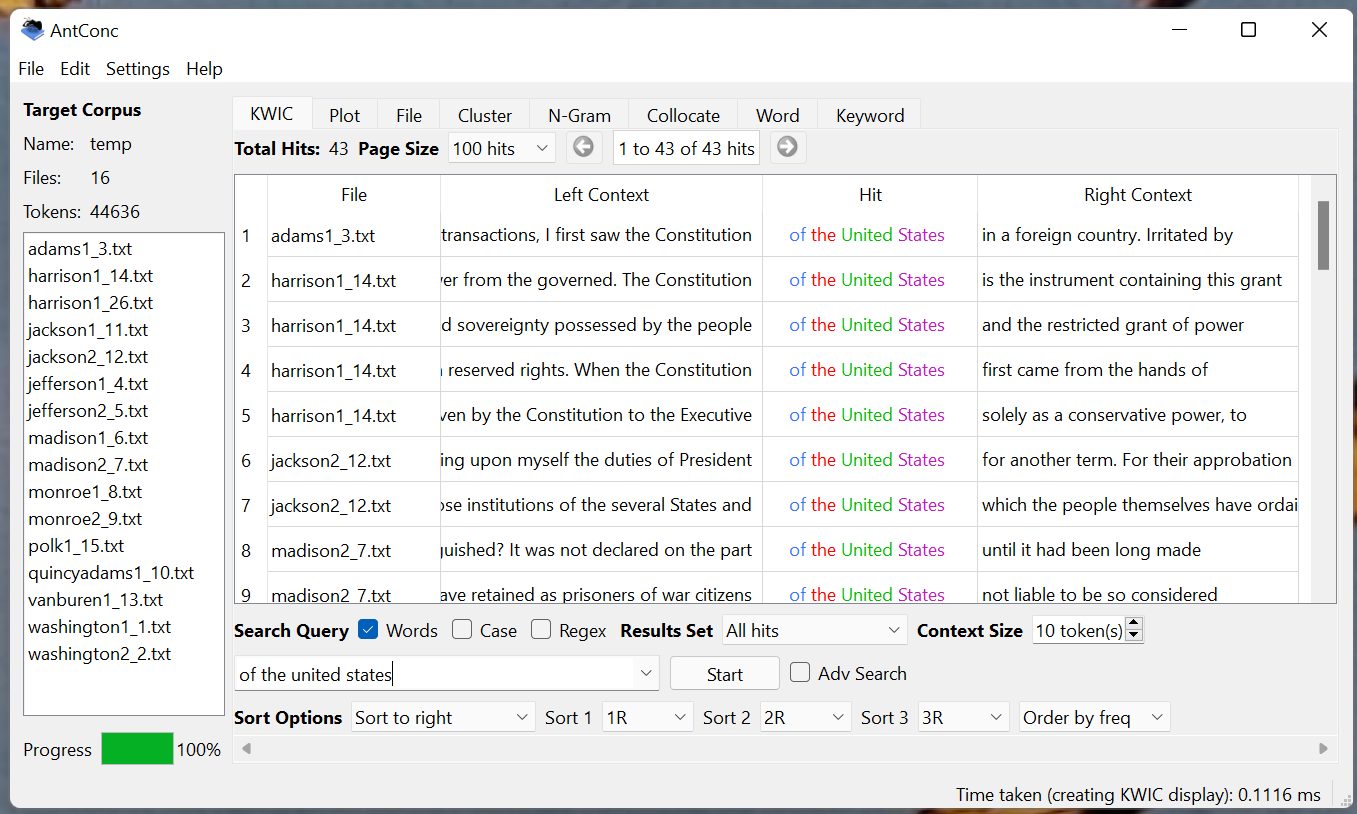 AntConc
File Edit Settings Help
Target Corpus
Name: temp
Files: 16
Tokens: 44636
adams1_3.txt
harrison1_14.txt
harrison1_26.txt
jackson1_11.txt
jackson2_12.txt
jefferson1_4.txt
jefferson2_5.txt
madison1_6.txt
madison2_7.txt
monroe1_8.txt
monroe2_9.txt
polk1_15.txt
quincyadams1_10.txt
vanburen1_13.txt
washington1_1.txt
washington2_2.txt
Progress 100%
KWIC Plot File Cluster N-Gram Collocate Word Keyword
Total Hits: 43 Page Size 100 hits 1 to 43 of 43 hits
File Left Context Hit Right Context
1 adams1_3.txt transactions, I first saw the Constitution of the United States in a foreign country. Irritated by
2 harrison1_14.txt er from the governed. The Constitution of the United States is the instrument containing this grant
3 harrison1_14.txt d sovereignty possessed by the people of the United States and the restricted grant of power
4 harrison1_14.txt reserved rights. When the Constitution of the United States first came from the hands of
5 harrison1_14.txt ven by the Constitution to the Executive of the United States solely as a conservative power, to
6 jackson2_12.txt ing upon myself the duties of President of the United States for another term. For their approbation
7 jackson2_12.txt ose institutions of the several States and of the United States which the people themselves have ordai
8 madison2_7.txt guished? It was not declared on the part of the United States until it had been long made
9 madison2_7.txt ave retained as prisoners of war citizens of the United States not liable to be so considered
Search Query Words Case Regex Results Set All hits Context Size 10 token(s)
of the united states Start Adv Search
Sort Options Sort to right Sort 1 1R Sort 2 2R Sort 3 3R Order by freq
Time taken (creating KWIC display): 0.1116 ms